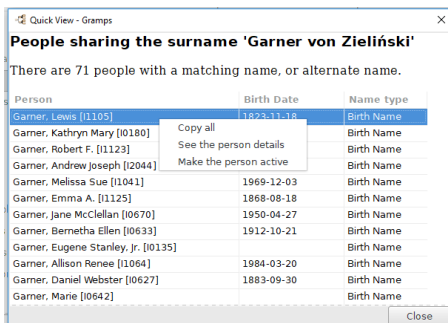 Quick View - Gramps
People sharing the surname 'Garner von Zieliński'
There are 71 people with a matching name, or alternate name.
Person Birth Date Name type
Garner, Lewis [I1105] 1823-11-18 Birth Name
Garner, Kathryn Mary [I0180] Birth Name
Garner, Robert F. [I1123] Birth Name
Garner, Andrew Joseph [I2044] Birth Name
Garner, Melissa Sue [I1041] 1969-12-03 Birth Name
Garner, Emma A. [I1125] 1868-08-18 Birth Name
Garner, Jane McClellan [I0670] 1950-04-27 Birth Name
Garner, Bernetha Ellen [I0633] 1912-10-21 Birth Name
Garner, Eugene Stanley, Jr. [I0135] Birth Name
Garner, Allison Renee [I1064] 1984-03-20 Birth Name
Garner, Daniel Webster [I0627] 1883-09-30 Birth Name
Garner, Marie [I0642] Birth Name
Copy all
See the person details
Make the person active
Close